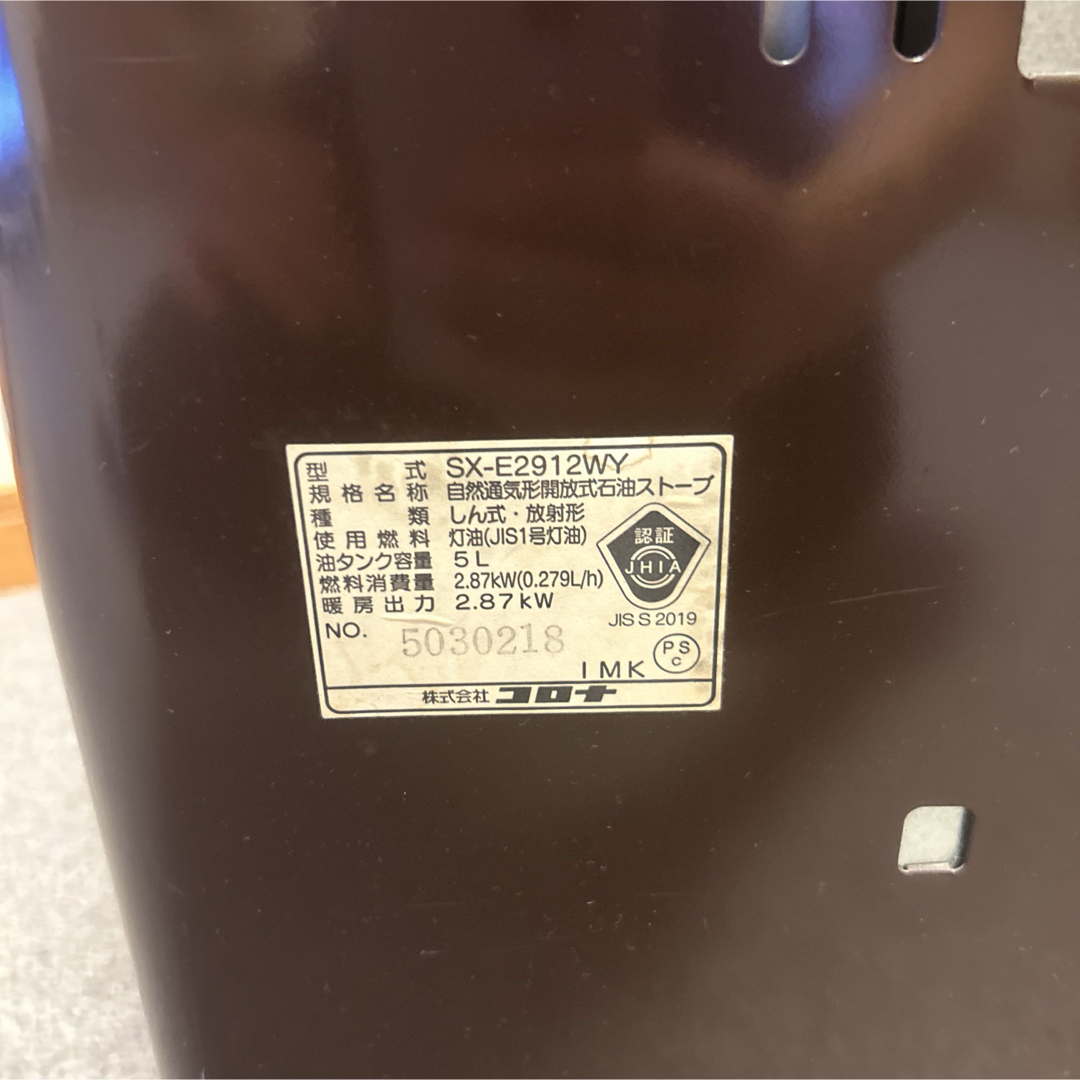 型式 SX-E2912WY
規格名称 自然通気形開放式石油ストーブ
種類 しん式・放射形
使用燃料 灯油(JIS1号灯油)
油タンク容量 5L
燃料消費量 2.87kW(0.279L/h)
暖房出力 2.87kW
認証
JHIA
JIS S 2019
NO. 5030218
IMK
PS
C
株式会社 コロナ